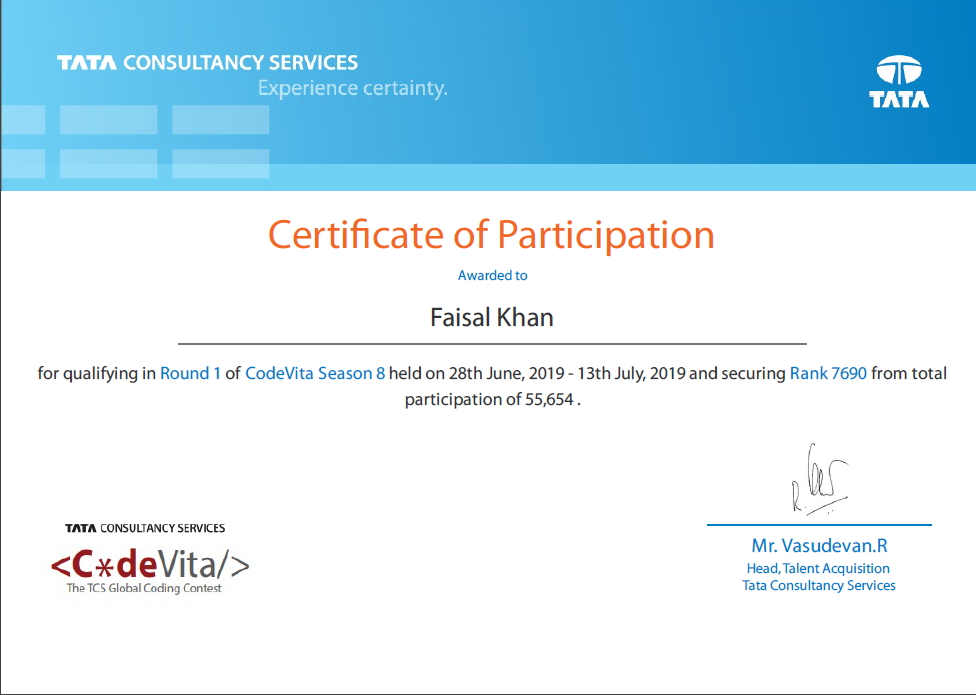 TATA CONSULTANCY SERVICES
Experience certainty.
TATA
Certificate of Participation
Awarded to
Faisal Khan
for qualifying in Round 1 of CodeVita Season 8 held on 28th June, 2019 - 13th July, 2019 and securing Rank 7690 from total
participation of 55,654 .
R.
TATA CONSULTANCY SERVICES
<C*deVita/>
The TCS Global Coding Contest
Mr. Vasudevan.R
Head, Talent Acquisition
Tata Consultancy Services